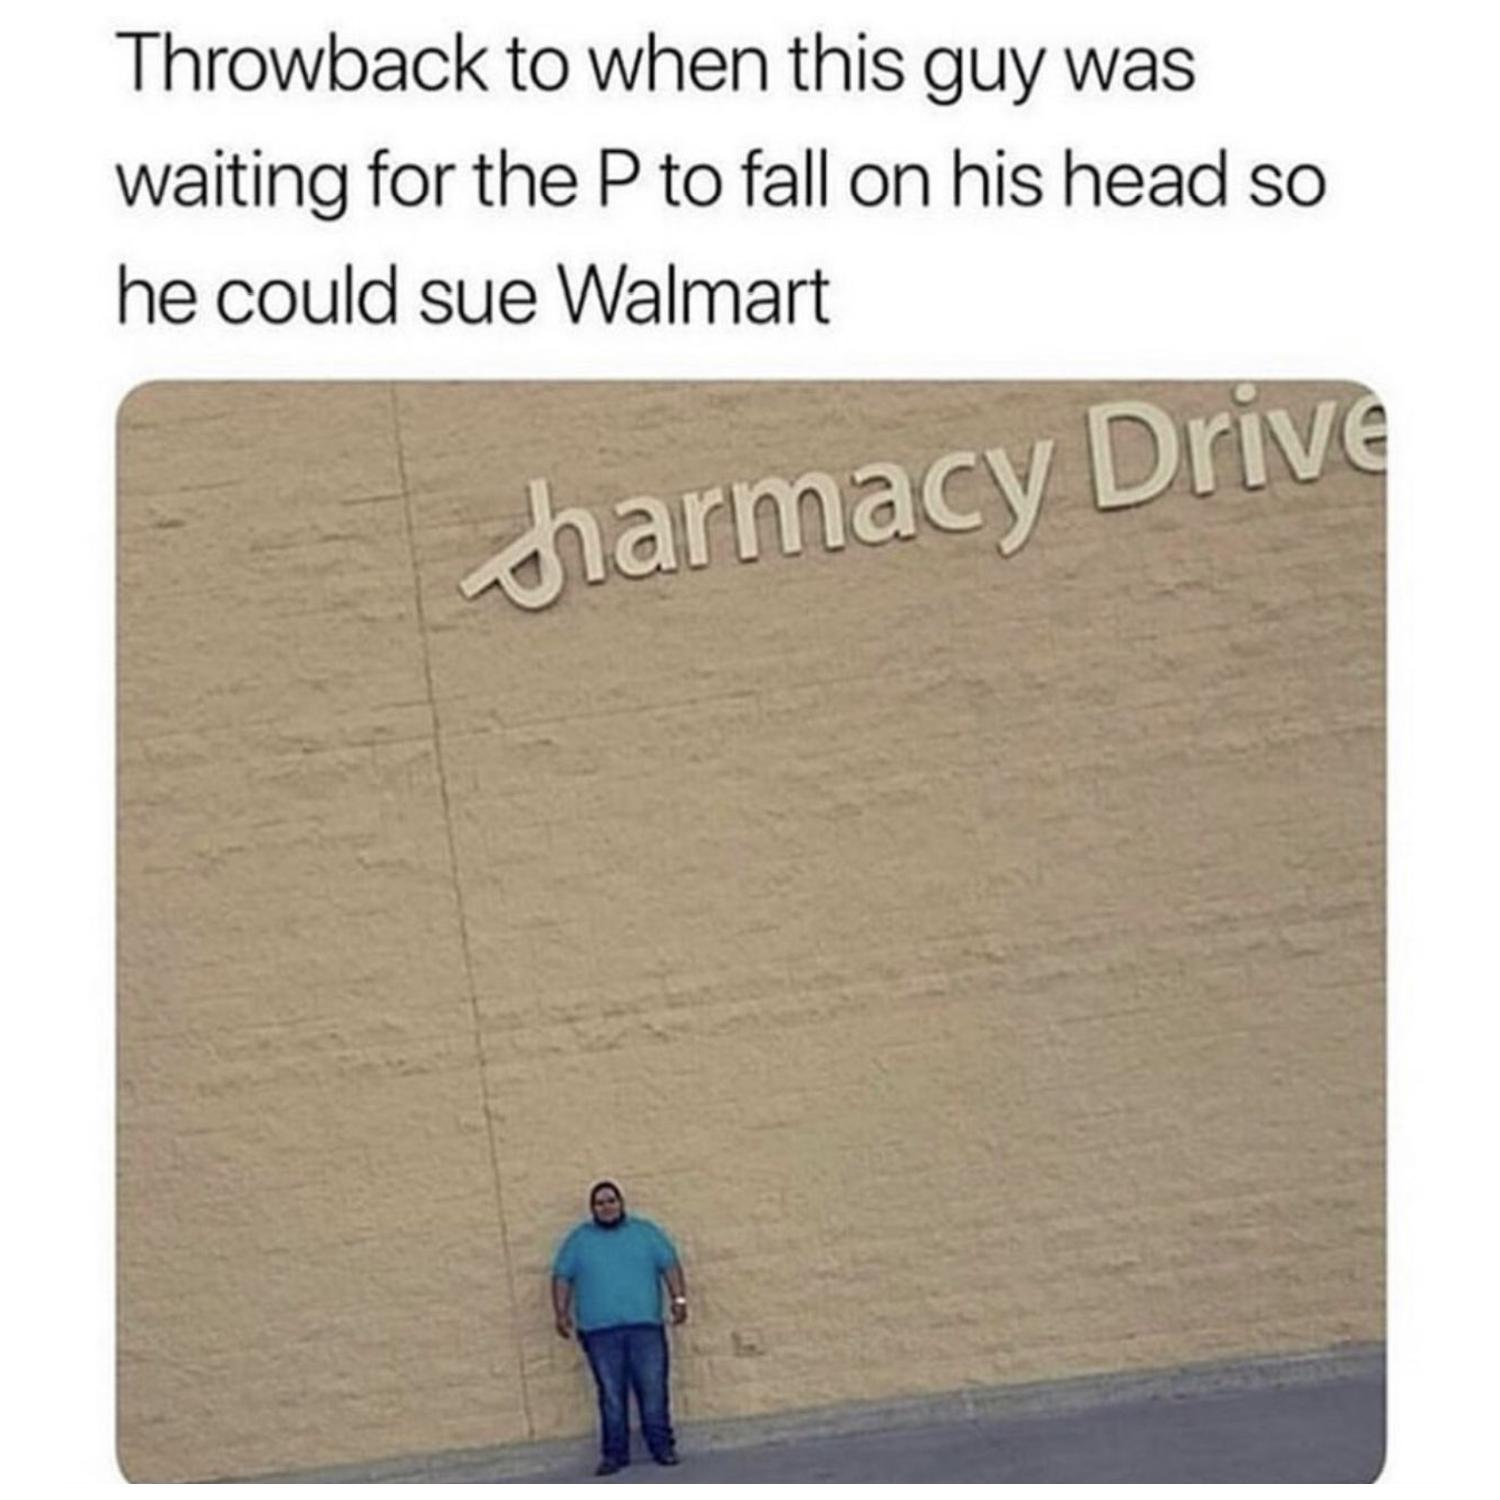 Throwback to when this guy was
waiting for the P to fall on his head so
he could sue Walmart
Pharmacy Drive